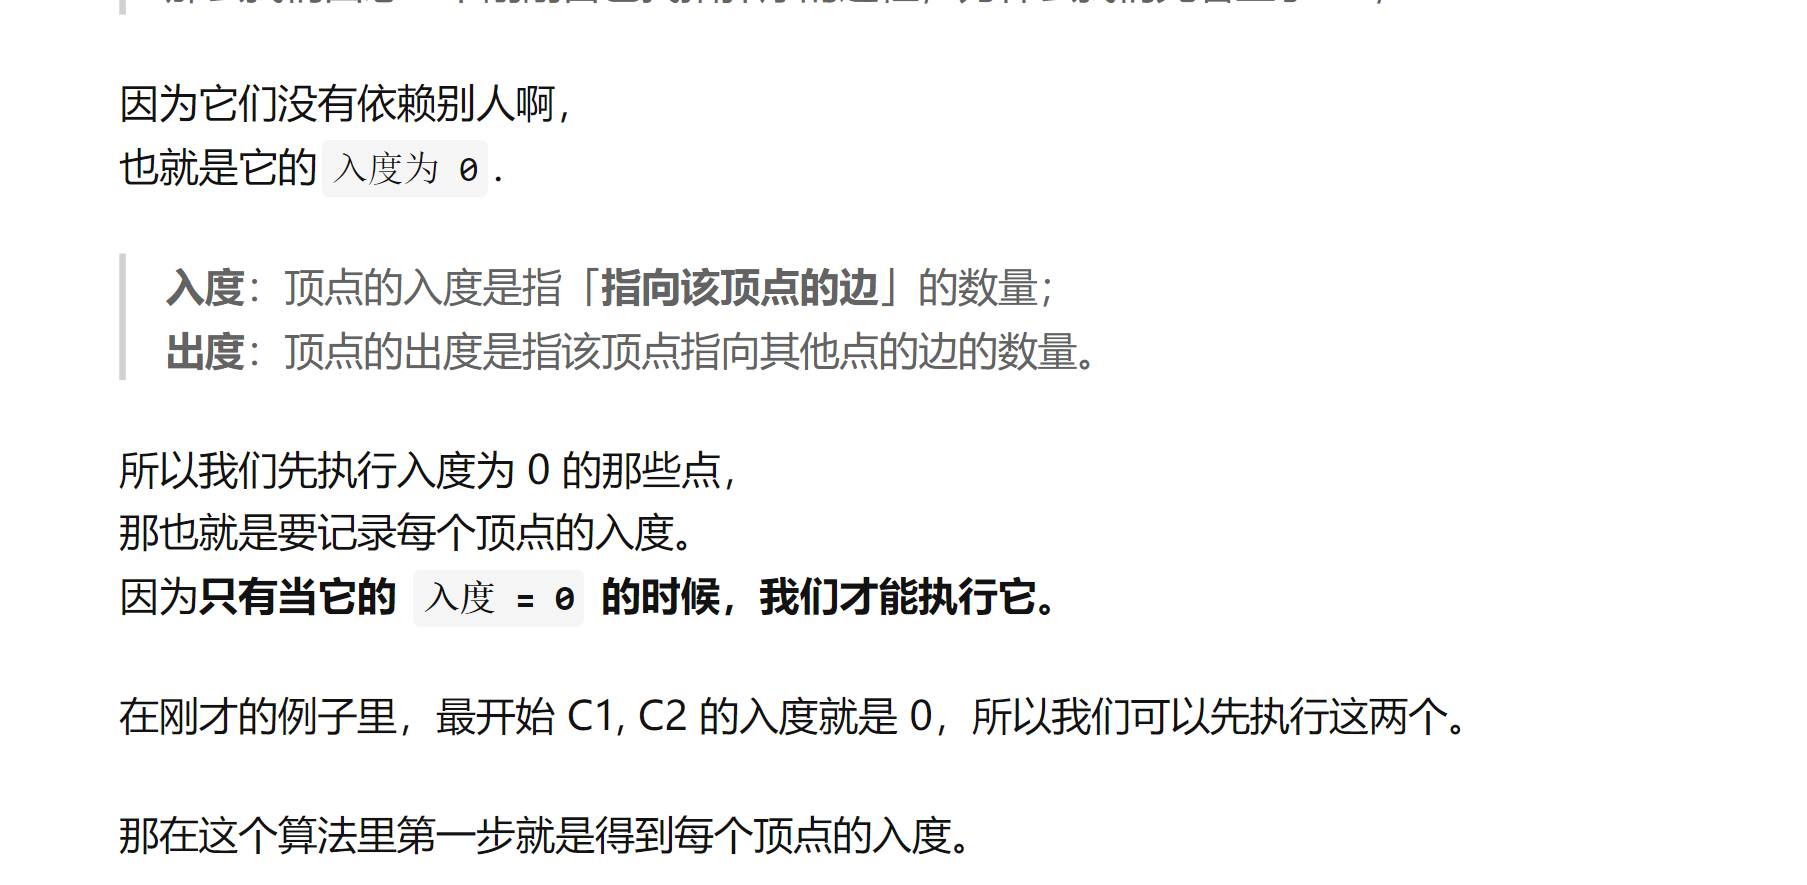 因为它们没有依赖别人啊，
也就是它的 入度为 0 .
入度：顶点的入度是指「指向该顶点的边」的数量；
出度：顶点的出度是指该顶点指向其他点的边的数量。
所以我们先执行入度为 0 的那些点，
那也就是要记录每个顶点的入度。
因为只有当它的 入度 = 0 的时候，我们才能执行它。
在刚才的例子里，最开始 C1, C2 的入度就是 0，所以我们可以先执行这两个。
那在这个算法里第一步就是得到每个顶点的入度。